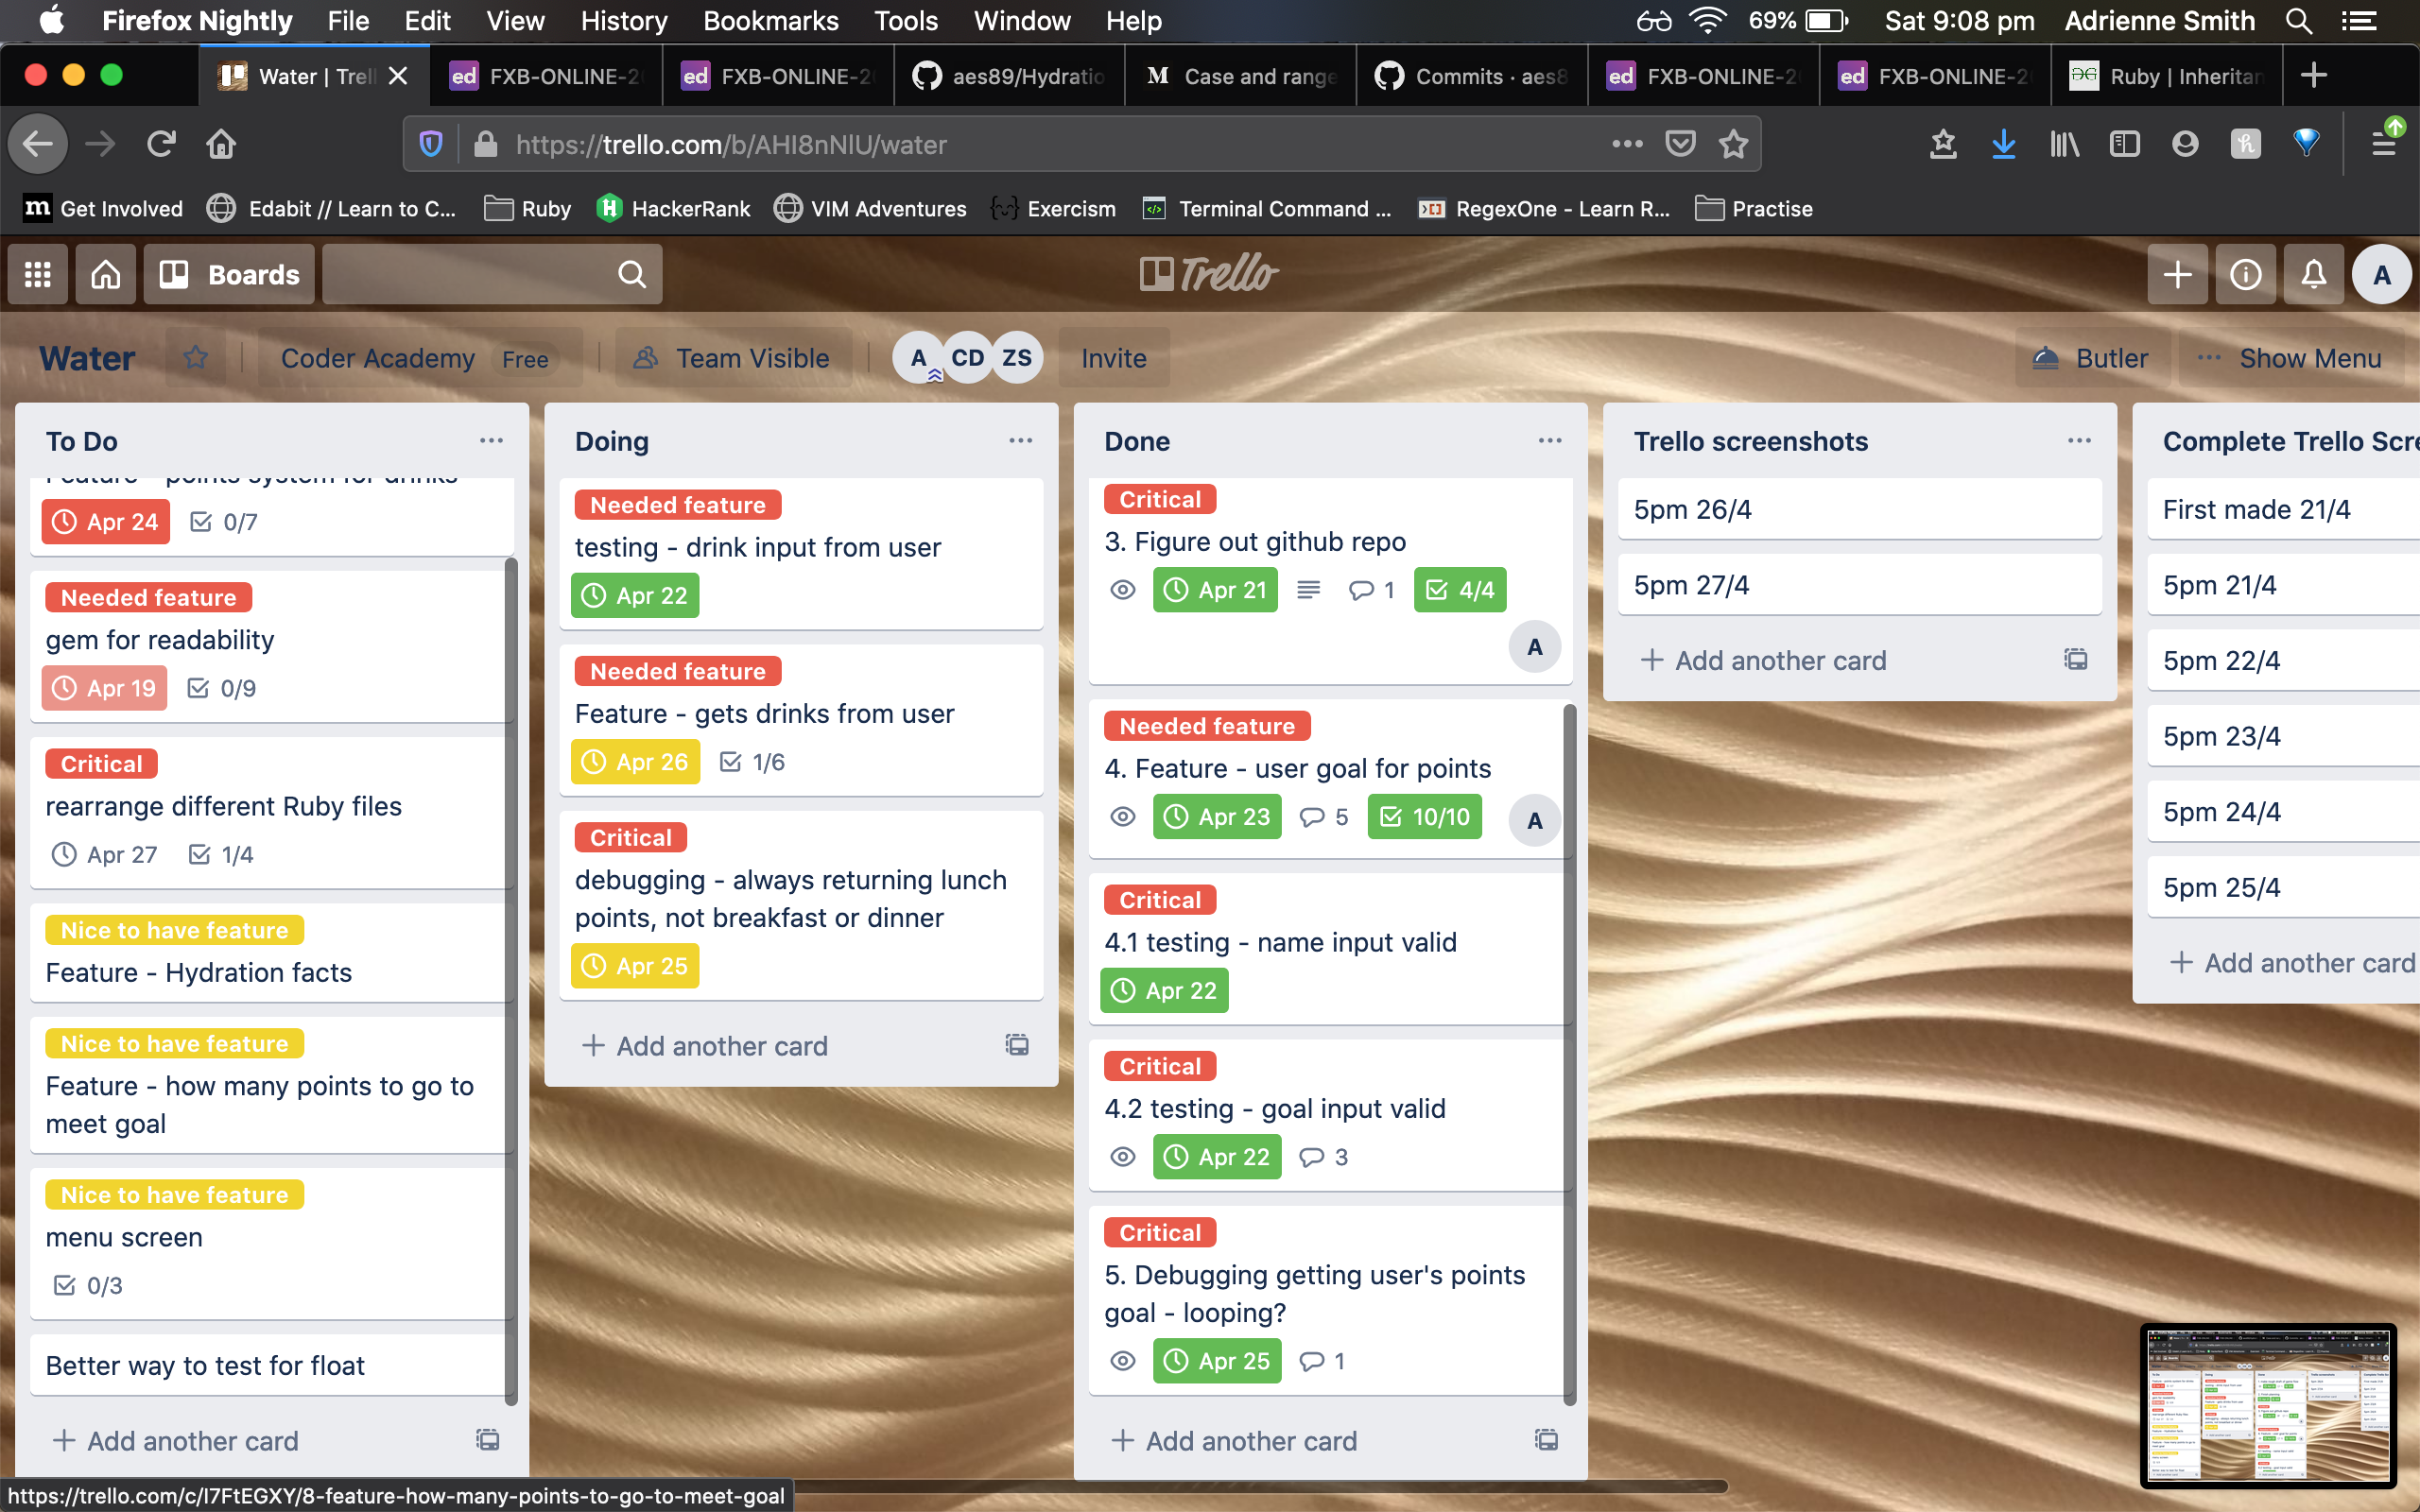 Firefox Nightly File Edit View History Bookmarks Tools Window Help 69% Sat 9:08 pm Adrienne Smith
Water | Trel FXB-ONLINE-2 FXB-ONLINE-20 aes89/Hydratio Case and range Commits · aes8 FXB-ONLINE-2 FXB-ONLINE-2 Ruby | Inheritan
https://trello.com/b/AHI8nNlU/water
Get Involved Edabit // Learn to C... Ruby HackerRank VIM Adventures Exercism Terminal Command ... RegexOne - Learn R... Practise
Boards Trello A
Water Coder Academy Free Team Visible A CD ZS Invite Butler Show Menu
To Do
Feature - points system for drinks
Apr 24 0/7
Needed feature
gem for readability
Apr 19 0/9
Critical
rearrange different Ruby files
Apr 27 1/4
Nice to have feature
Feature - Hydration facts
Nice to have feature
Feature - how many points to go to
meet goal
Nice to have feature
menu screen
0/3
Better way to test for float
+ Add another card
Doing
Needed feature
testing - drink input from user
Apr 22
Needed feature
Feature - gets drinks from user
Apr 26 1/6
Critical
debugging - always returning lunch
points, not breakfast or dinner
Apr 25
+ Add another card
Done
Critical
3. Figure out github repo
Apr 21 1 4/4
A
Needed feature
4. Feature - user goal for points
Apr 23 5 10/10 A
Critical
4.1 testing - name input valid
Apr 22
Critical
4.2 testing - goal input valid
Apr 22 3
Critical
5. Debugging getting user's points
goal - looping?
Apr 25 1
+ Add another card
Trello screenshots
5pm 26/4
5pm 27/4
+ Add another card
Complete Trello Scre
First made 21/4
5pm 21/4
5pm 22/4
5pm 23/4
5pm 24/4
5pm 25/4
+ Add another card
https://trello.com/c/I7FtEGXY/8-feature-how-many-points-to-go-to-meet-goal